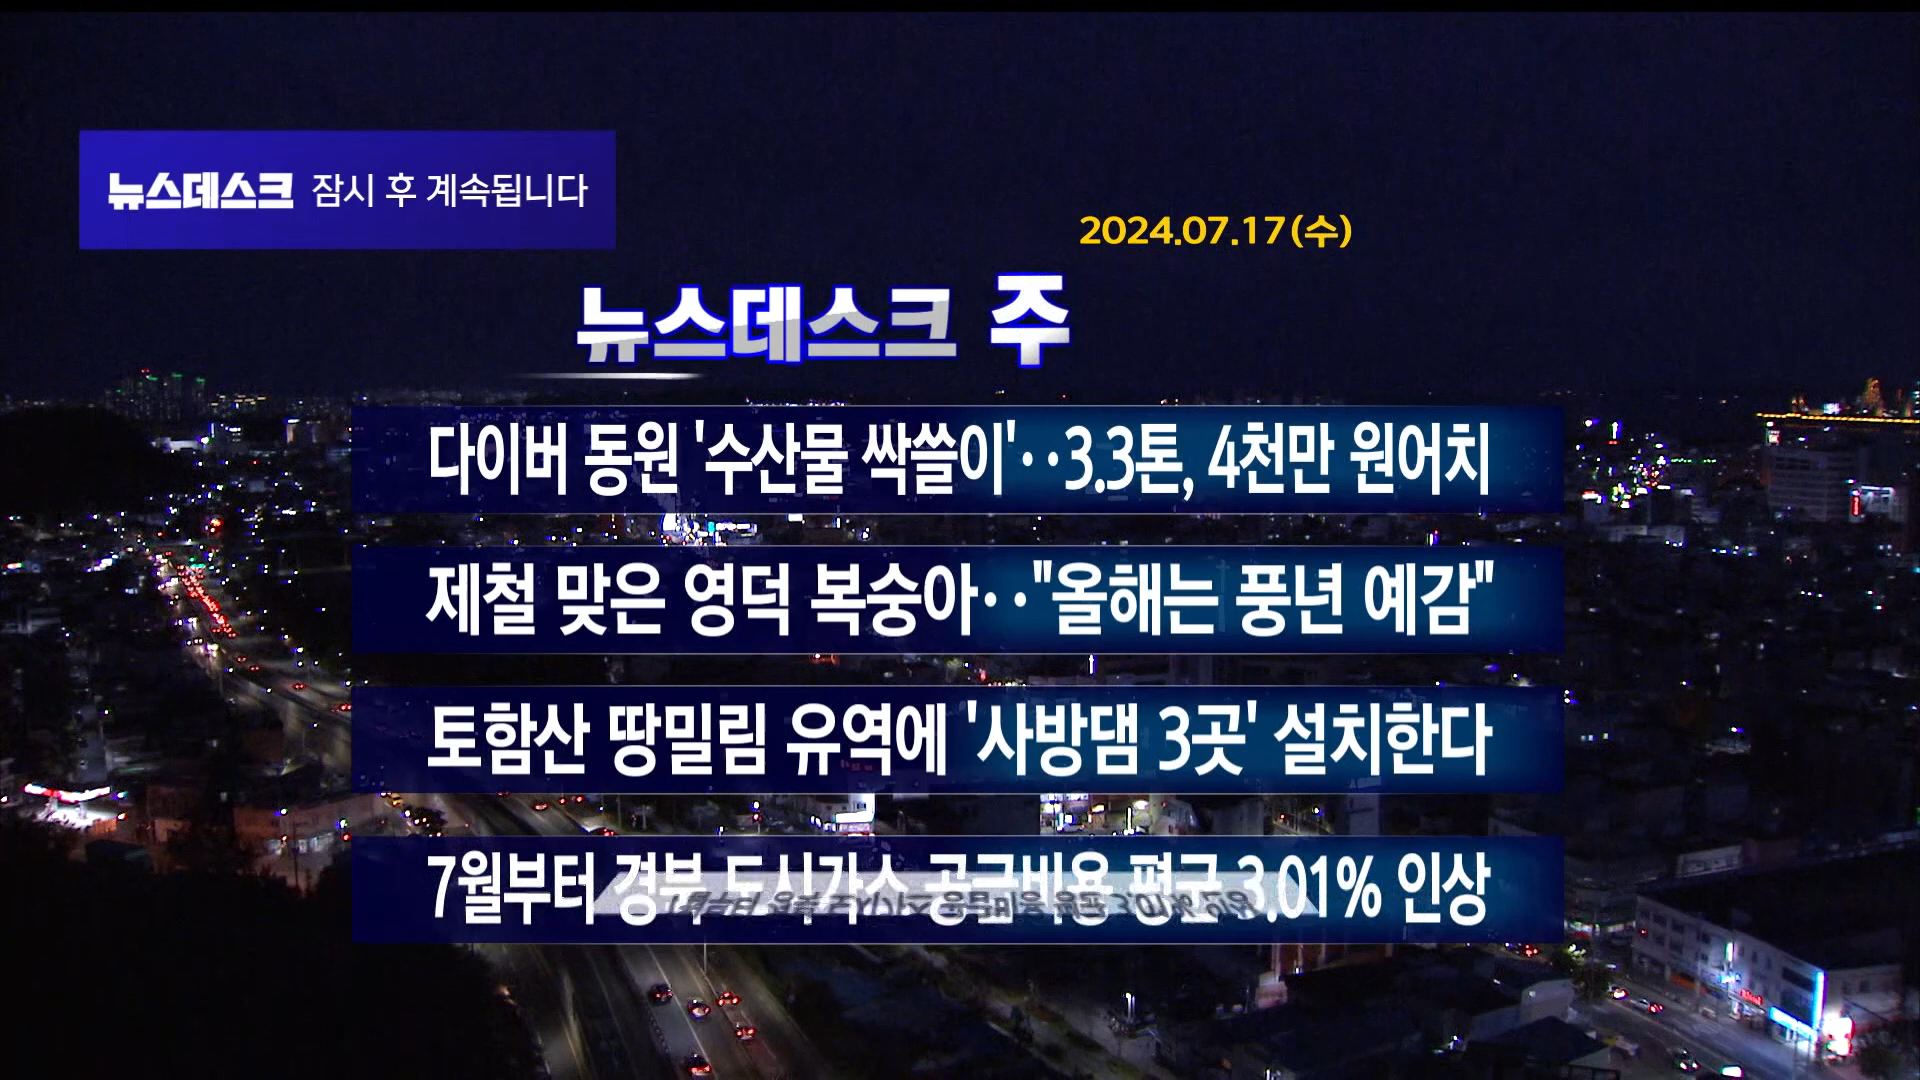 뉴스데스크 잠시 후 계속됩니다
2024.07.17(수)
뉴스데스크 주
다이버 동원 '수산물 싹쓸이'··3.3톤, 4천만 원어치
제철 맞은 영덕 복숭아··"올해는 풍년 예감"
토함산 땅밀림 유역에 '사방댐 3곳' 설치한다
7월부터 경북 도시가스 공급비용 평균 3.01% 인상